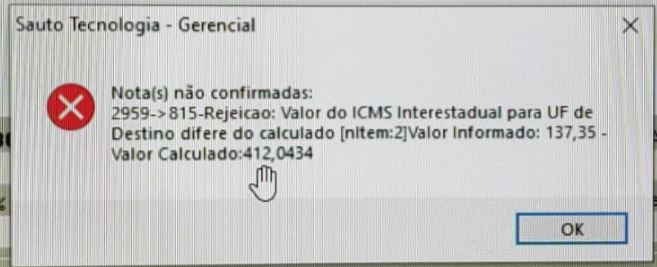 Sauto Tecnologia - Gerencial
Nota(s) não confirmadas:
2959->815-Rejeicao: Valor do ICMS Interestadual para UF de
Destino difere do calculado [nItem:2]Valor Informado: 137,35 -
Valor Calculado:412,0434
OK